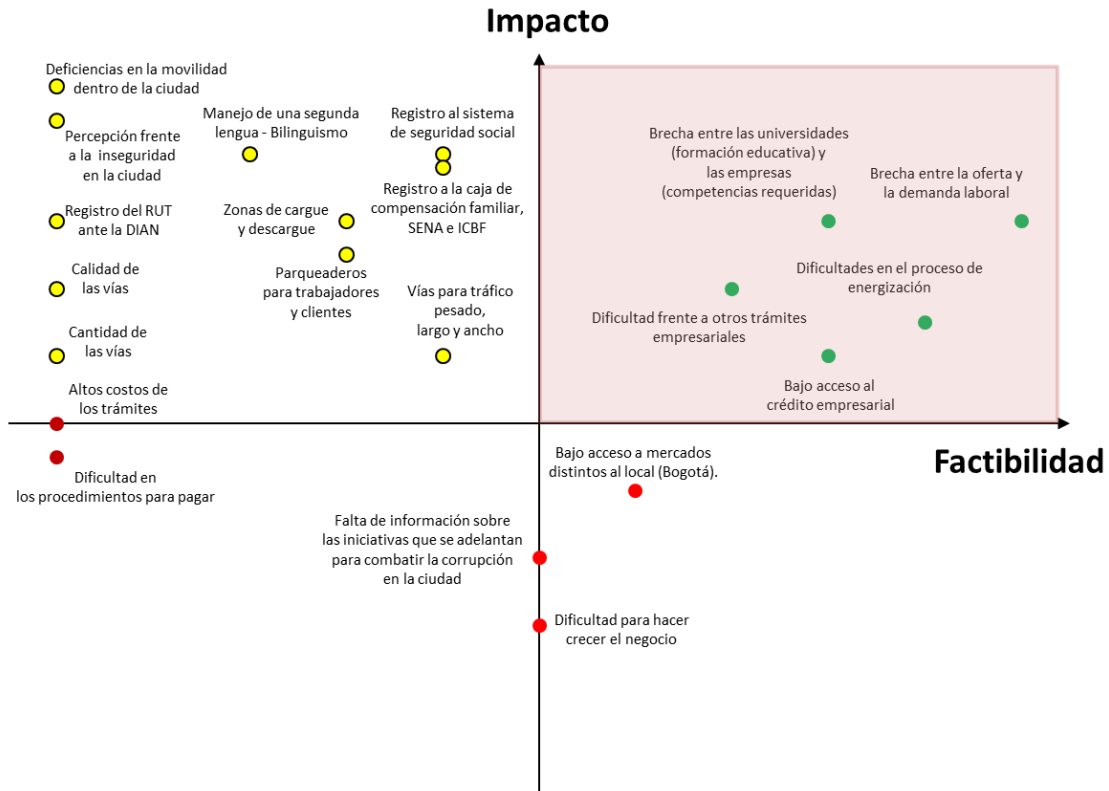 Impacto
Deficiencias en la movilidad
dentro de la ciudad
Percepción frente
a la inseguridad
en la ciudad
Manejo de una segunda
lengua - Bilinguismo
Registro al sistema
de seguridad social
Registro a la caja de
compensación familiar,
SENA e ICBF
Registro del RUT
ante la DIAN
Zonas de cargue
y descargue
Parqueaderos
para trabajadores
y clientes
Calidad de
las vías
Vías para tráfico
pesado,
largo y ancho
Cantidad de
las vías
Altos costos de
los trámites
Dificultad en
los procedimientos para pagar
Brecha entre las universidades
(formación educativa) y
las empresas
(competencias requeridas)
Brecha entre la oferta y
la demanda laboral
Dificultades en el proceso de
energización
Dificultad frente a otros trámites
empresariales
Bajo acceso al
crédito empresarial
Factibilidad
Bajo acceso a mercados
distintos al local (Bogotá).
Falta de información sobre
las iniciativas que se adelantan
para combatir la corrupción
en la ciudad
Dificultad para hacer
crecer el negocio